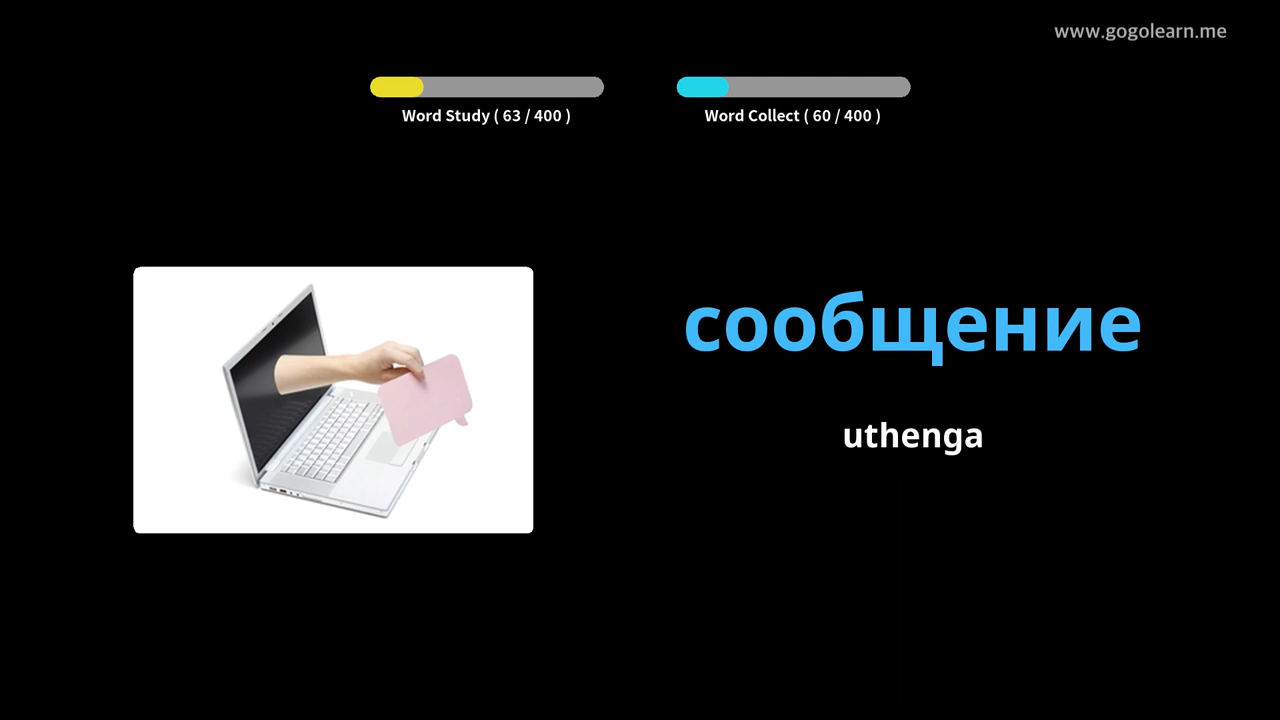 www.gogolearn.me
Word Study ( 63 / 400 )
Word Collect ( 60 / 400 )
сообщение
uthenga